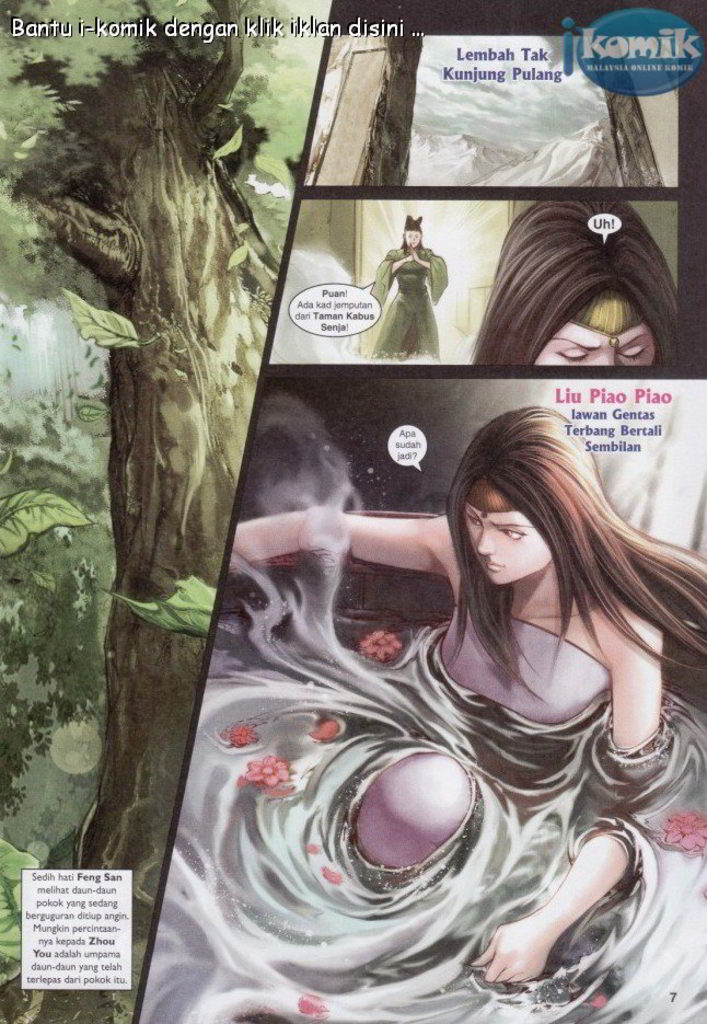 Bantu i-komik dengan klik iklan disini ...
ikomik
MALAYSIA ONLINE KOMIK
Lembah Tak
Kunjung Pulang
Uh!
Puan!
Ada kad jemputan
dari Taman Kabus
Senja!
Liu Piao Piao
lawan Gentas
Terbang Bertali
Sembilan
Apa
sudah
jadi?
Sedih hati Feng San
melihat daun-daun
pokok yang sedang
berguguran ditiup angin.
Mungkin percintaan-
nya kepada Zhou
You adalah umpama
daun-daun yang telah
terlepas dari pokok itu.
7